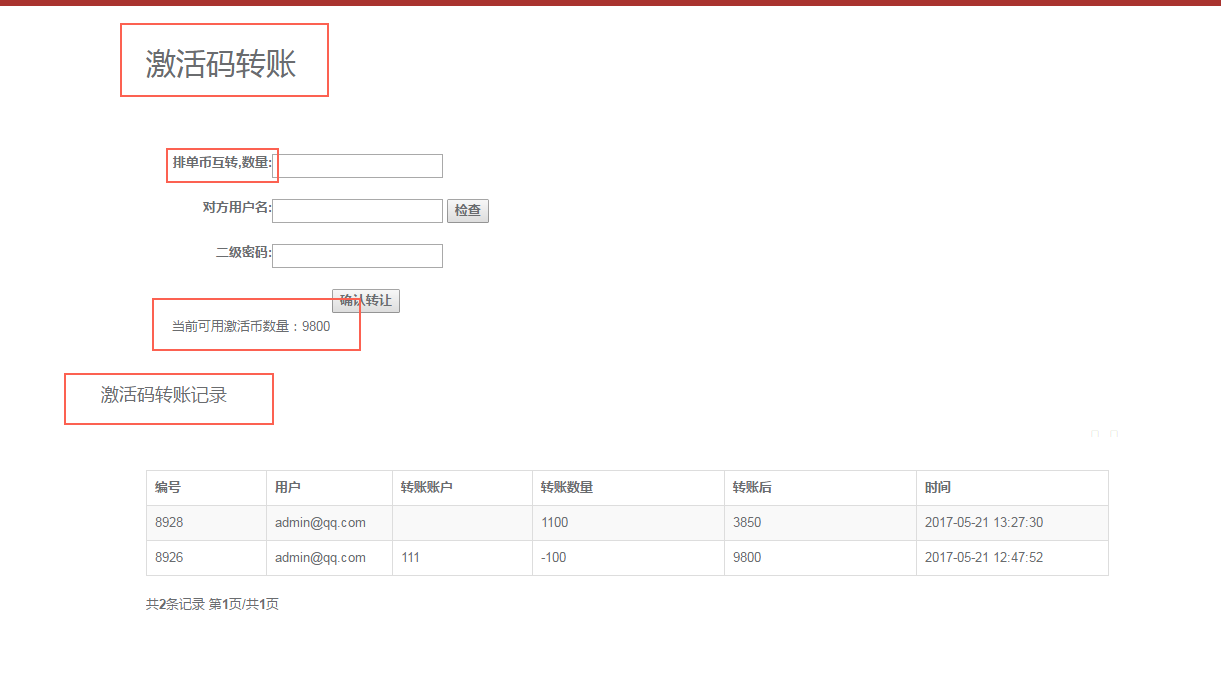 激活码转账
排单币互转,数量:
对方用户名: 检查
二级密码:
确认转让
当前可用激活币数量：9800
激活码转账记录
编号 用户 转账账户 转账数量 转账后 时间
8928 admin@qq.com 1100 3850 2017-05-21 13:27:30
8926 admin@qq.com 111 -100 9800 2017-05-21 12:47:52
共2条记录 第1页/共1页